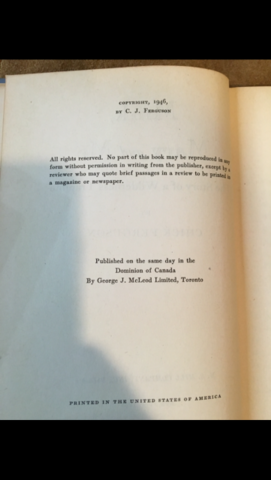 COPYRIGHT, 1946,
BY C. J. FERGUSON
All rights reserved. No part of this book may be reproduced in any
form without permission in writing from the publisher, except by a
reviewer who may quote brief passages in a review to be printed in
a magazine or newspaper.
Published on the same day in the
Dominion of Canada
By George J. McLeod Limited, Toronto
PRINTED IN THE UNITED STATES OF AMERICA